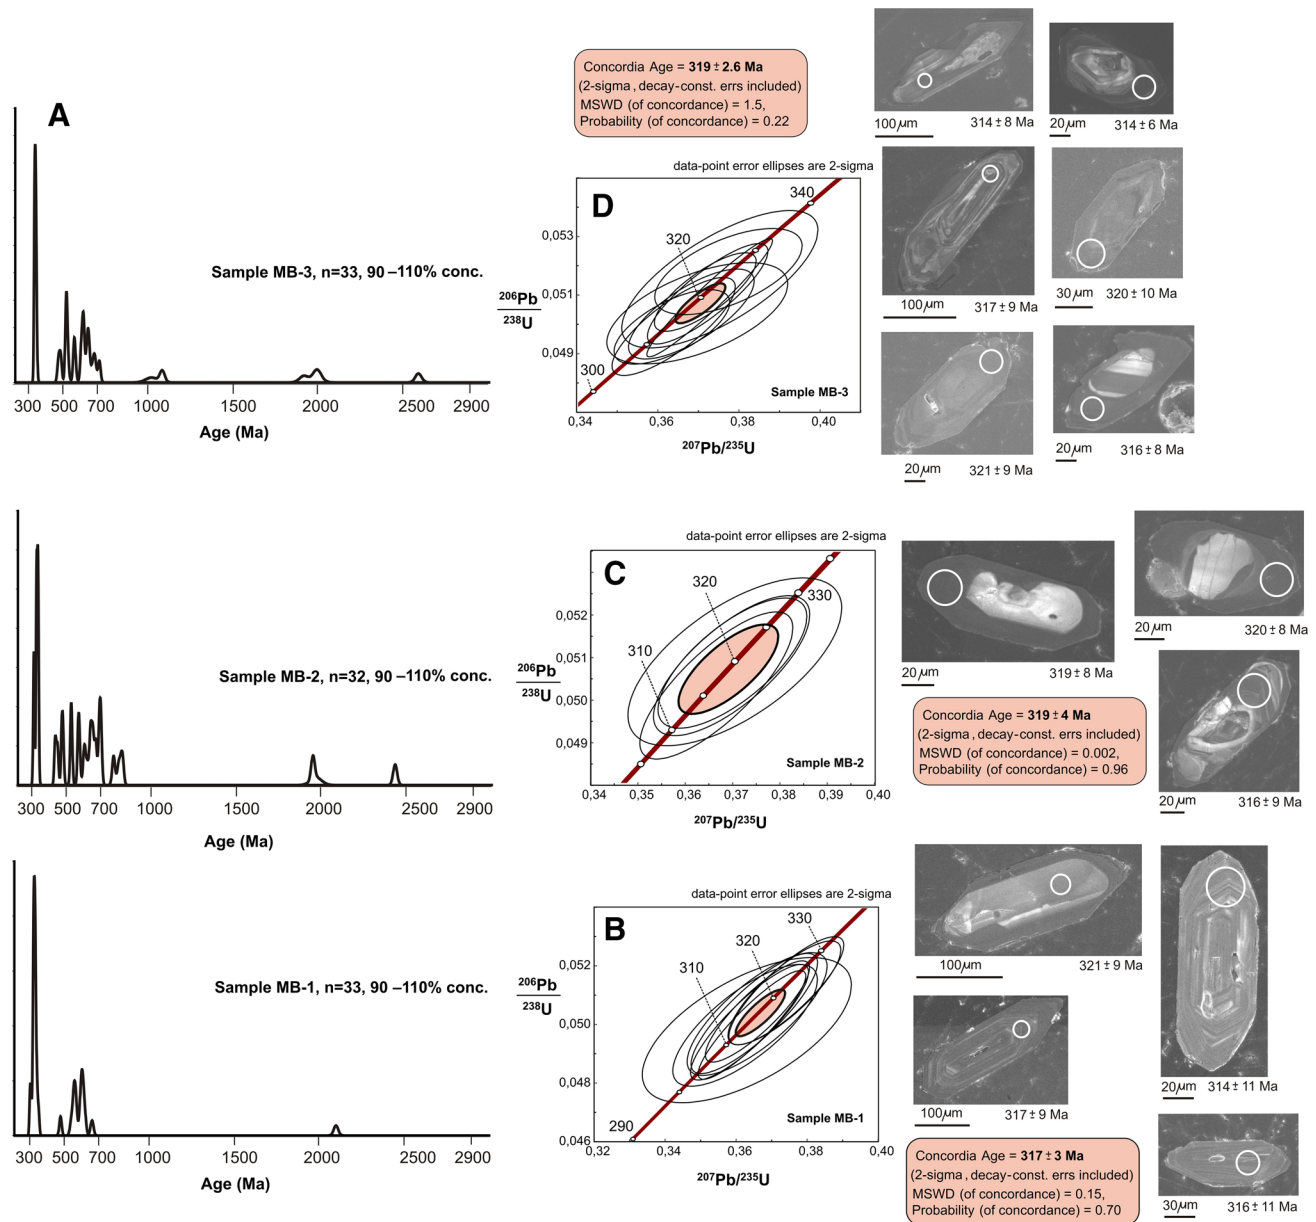 A
Sample MB-3, n=33, 90 –110% conc.
300 500 700 1000 1500 2000 2500 2900
Age (Ma)
Concordia Age = 319 ± 2.6 Ma
(2-sigma, decay-const. errs included)
MSWD (of concordance) = 1.5,
Probability (of concordance) = 0.22
data-point error ellipses are 2-sigma
D
340
320
300
0,053
0,051
0,049
206Pb
238U
Sample MB-3
0,34 0,36 0,38 0,40
207Pb/235U
100 µm 314 ± 8 Ma
20 µm 314 ± 6 Ma
100 µm 317 ± 9 Ma
30 µm 320 ± 10 Ma
20 µm 321 ± 9 Ma
20 µm 316 ± 8 Ma
Sample MB-2, n=32, 90 –110% conc.
300 500 700 1000 1500 2000 2500 2900
Age (Ma)
data-point error ellipses are 2-sigma
C
320
330
310
0,052
0,051
0,050
0,049
206Pb
238U
Sample MB-2
0,34 0,35 0,36 0,37 0,38 0,39 0,40
207Pb/235U
20 µm 319 ± 8 Ma
20 µm 320 ± 8 Ma
Concordia Age = 319 ± 4 Ma
(2-sigma, decay-const. errs included)
MSWD (of concordance) = 0.002,
Probability (of concordance) = 0.96
20 µm 316 ± 9 Ma
Sample MB-1, n=33, 90 –110% conc.
300 500 700 1000 1500 2000 2500 2900
Age (Ma)
data-point error ellipses are 2-sigma
B
330
320
310
290
0,052
0,050
0,048
0,046
206Pb
238U
Sample MB-1
0,32 0,34 0,36 0,38 0,40
207Pb/235U
100µm 321 ± 9 Ma
100µm 317 ± 9 Ma
20µm 314 ± 11 Ma
Concordia Age = 317 ± 3 Ma
(2-sigma, decay-const. errs included)
MSWD (of concordance) = 0.15,
Probability (of concordance) = 0.70
30µm 316 ± 11 Ma